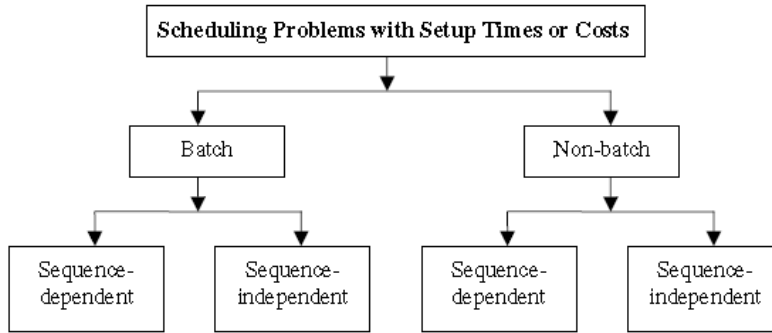 Scheduling Problems with Setup Times or Costs
Batch
Non-batch
Sequence-
dependent
Sequence-
independent
Sequence-
dependent
Sequence-
independent